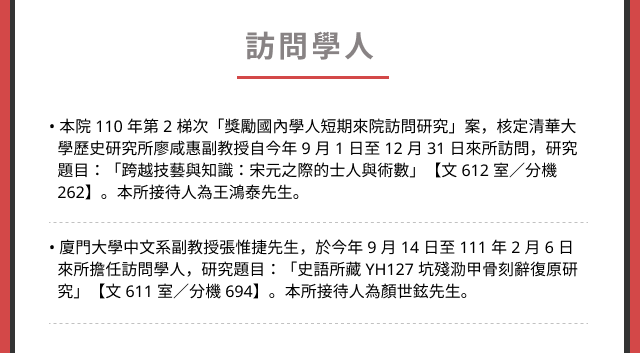 訪問學人
• 本院 110 年第 2 梯次「獎勵國內學人短期來院訪問研究」案，核定清華大
學歷史研究所廖咸惠副教授自今年 9 月 1 日至 12 月 31 日來所訪問，研究
題目：「跨越技藝與知識：宋元之際的士人與術數」【文 612 室／分機
262】。本所接待人為王鴻泰先生。
• 廈門大學中文系副教授張惟捷先生，於今年 9 月 14 日至 111 年 2 月 6 日
來所擔任訪問學人，研究題目：「史語所藏 YH127 坑殘泐甲骨刻辭復原研
究」【文 611 室／分機 694】。本所接待人為顏世鉉先生。